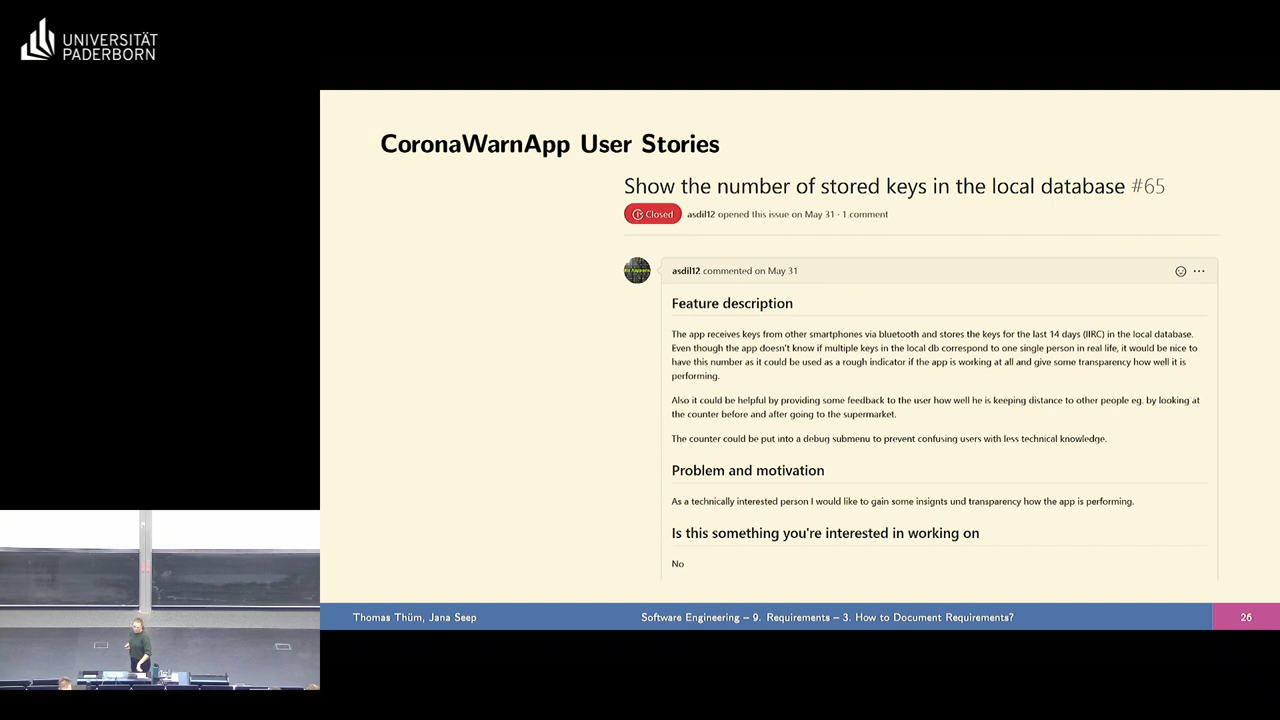 UNIVERSITÄT
PADERBORN
CoronaWarnApp User Stories
Show the number of stored keys in the local database #65
Closed asdil12 opened this issue on May 31 · 1 comment
asdil12 commented on May 31
Feature description
The app receives keys from other smartphones via bluetooth and stores the keys for the last 14 days (IIRC) in the local database.
Even though the app doesn't know if multiple keys in the local db correspond to one single person in real life, it would be nice to
have this number as it could be used as a rough indicator if the app is working at all and give some transparency how well it is
performing.
Also it could be helpful by providing some feedback to the user how well he is keeping distance to other people eg. by looking at
the counter before and after going to the supermarket.
The counter could be put into a debug submenu to prevent confusing users with less technical knowledge.
Problem and motivation
As a technically interested person I would like to gain some insignts und transparency how the app is performing.
Is this something you're interested in working on
No
Thomas Thüm, Jana Seep
Software Engineering – 9. Requirements – 3. How to Document Requirements?
26